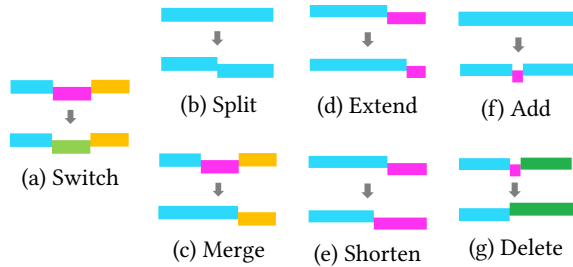 (a) Switch
(b) Split
(c) Merge
(d) Extend
(e) Shorten
(f) Add
(g) Delete